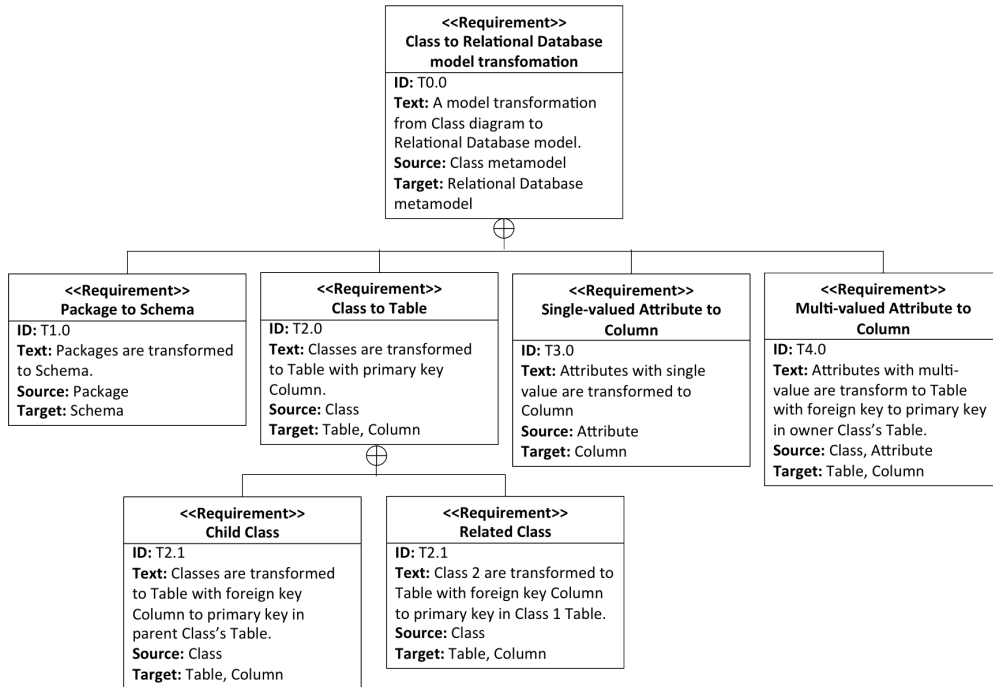 <<Requirement>>
Class to Relational Database
model transfomation
ID: T0.0
Text: A model transformation
from Class diagram to
Relational Database model.
Source: Class metamodel
Target: Relational Database
metamodel
<<Requirement>>
Package to Schema
ID: T1.0
Text: Packages are transformed
to Schema.
Source: Package
Target: Schema
<<Requirement>>
Class to Table
ID: T2.0
Text: Classes are transformed
to Table with primary key
Column.
Source: Class
Target: Table, Column
<<Requirement>>
Single-valued Attribute to
Column
ID: T3.0
Text: Attributes with single
value are transformed to
Column
Source: Attribute
Target: Column
<<Requirement>>
Multi-valued Attribute to
Column
ID: T4.0
Text: Attributes with multi-
value are transform to Table
with foreign key to primary key
in owner Class's Table.
Source: Class, Attribute
Target: Table, Column
<<Requirement>>
Child Class
ID: T2.1
Text: Classes are transformed
to Table with foreign key
Column to primary key in
parent Class's Table.
Source: Class
Target: Table, Column
<<Requirement>>
Related Class
ID: T2.1
Text: Class 2 are transformed to
Table with foreign key Column
to primary key in Class 1 Table.
Source: Class
Target: Table, Column